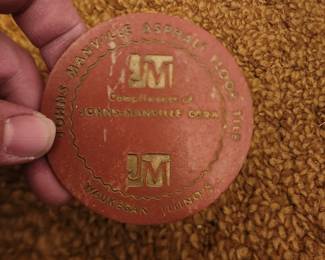 JOHNS MANVILLE ASPHALT FLOOR TILE
JM
Compliments of
JOHNS-MANVILLE CORP.
JM
WAUKEGAN ILLINOIS